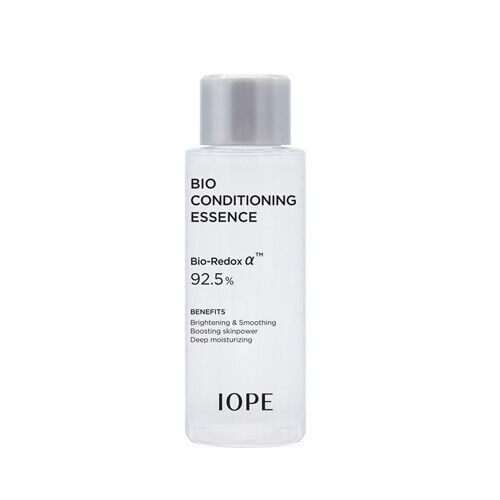 BIO
CONDITIONING
ESSENCE
Bio-Redox α™
92.5%
BENEFITS
Brightening & Smoothing
Boosting skinpower
Deep moisturizing
IOPE